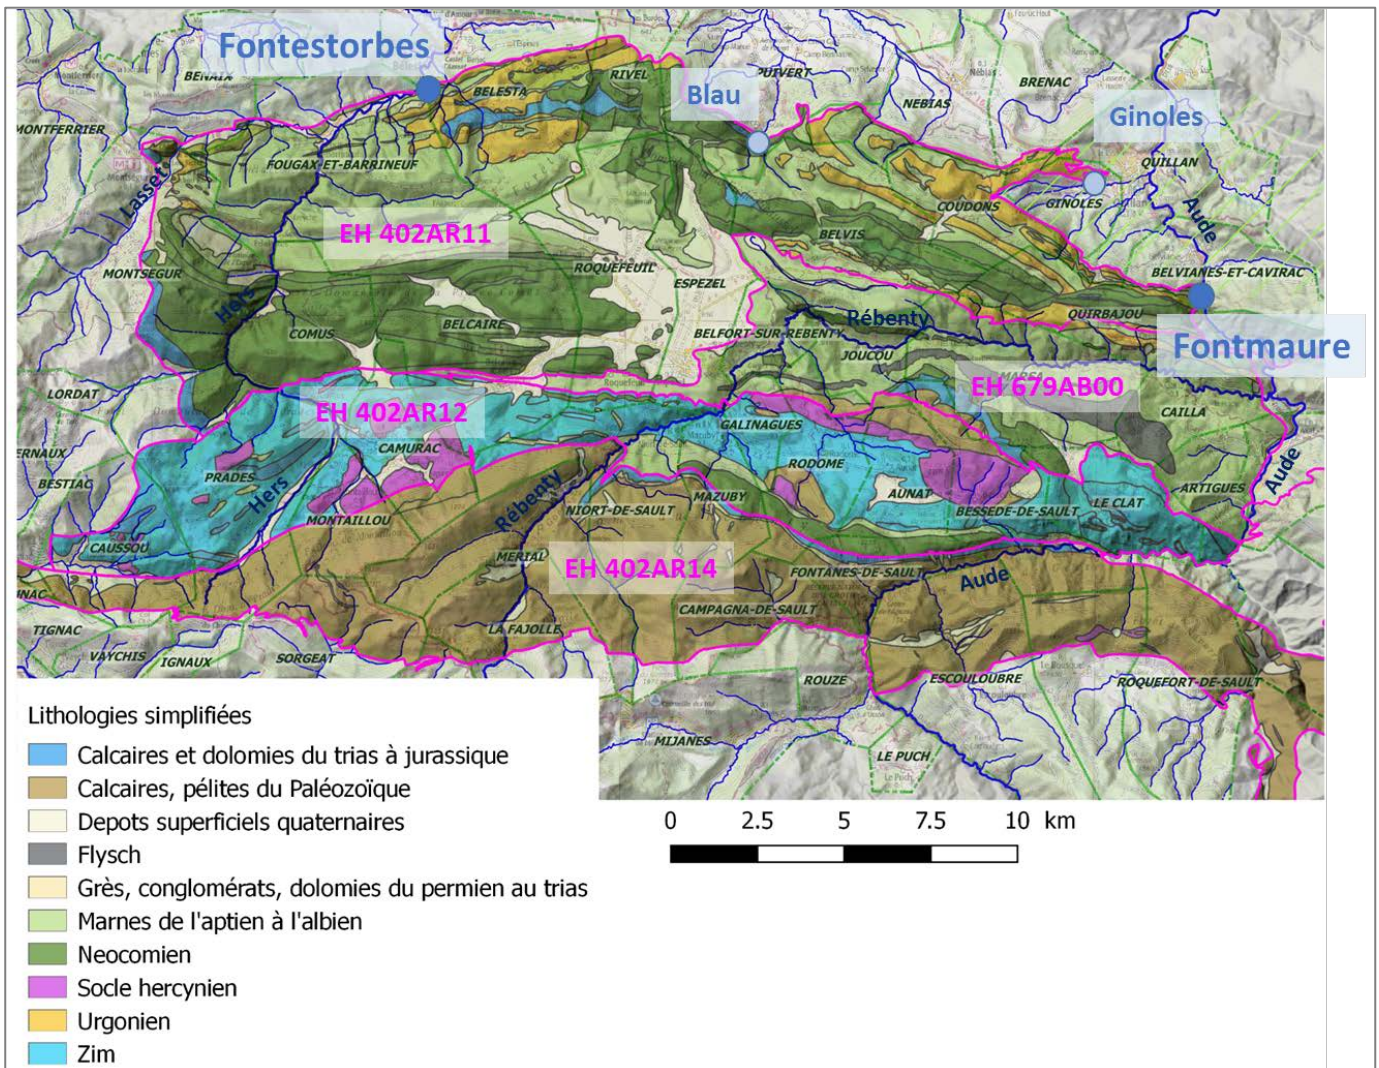 Fontestorbes
BENAIX
RIVEL
BELESTA
PUIVERT
Blau
NEBIAS
BRENAC
Ginoles
MONTFERRIER
QUILLAN
FOUGAX-ET-BARRINEUF
Lasset
GINOLES
COUDONS
Aude
EH 402AR11
BELVIS
MONTSEGUR
ROQUEFEUIL
ESPEZEL
BELVIANES-ET-CAVIRAC
Hers
QUIRBAJOU
COMUS
BELCAIRE
BELFORT-SUR-REBENTY
Rébenty
JOUCOU
Fontmaure
LORDAT
EH 402AR12
EH 679AB00
CAILLA
GALINAGUES
CAMURAC
ERNAUX
BESTIAC
PRADES
Hers
RODOME
AUNAT
Aude
ARTIGUES
MONTAILLOU
Rébenty
NIORT-DE-SAULT
MAZUBY
BESSEDE-DE-SAULT
LE CLAT
CAUSSOU
MERIAL
EH 402AR14
FONTANES-DE-SAULT
Aude
CAMPAGNA-DE-SAULT
TIGNAC
LA FAJOLLE
VAYCHIS
IGNAUX
SORGEAT
ROUZE
ESCOULOUBRE
ROQUEFORT-DE-SAULT
MIJANES
LE PUCH
Lithologies simplifiées
Calcaires et dolomies du trias à jurassique
Calcaires, pélites du Paléozoïque
Depots superficiels quaternaires
Flysch
Grès, conglomérats, dolomies du permien au trias
Marnes de l'aptien à l'albien
Neocomien
Socle hercynien
Urgonien
Zim
0 2.5 5 7.5 10 km